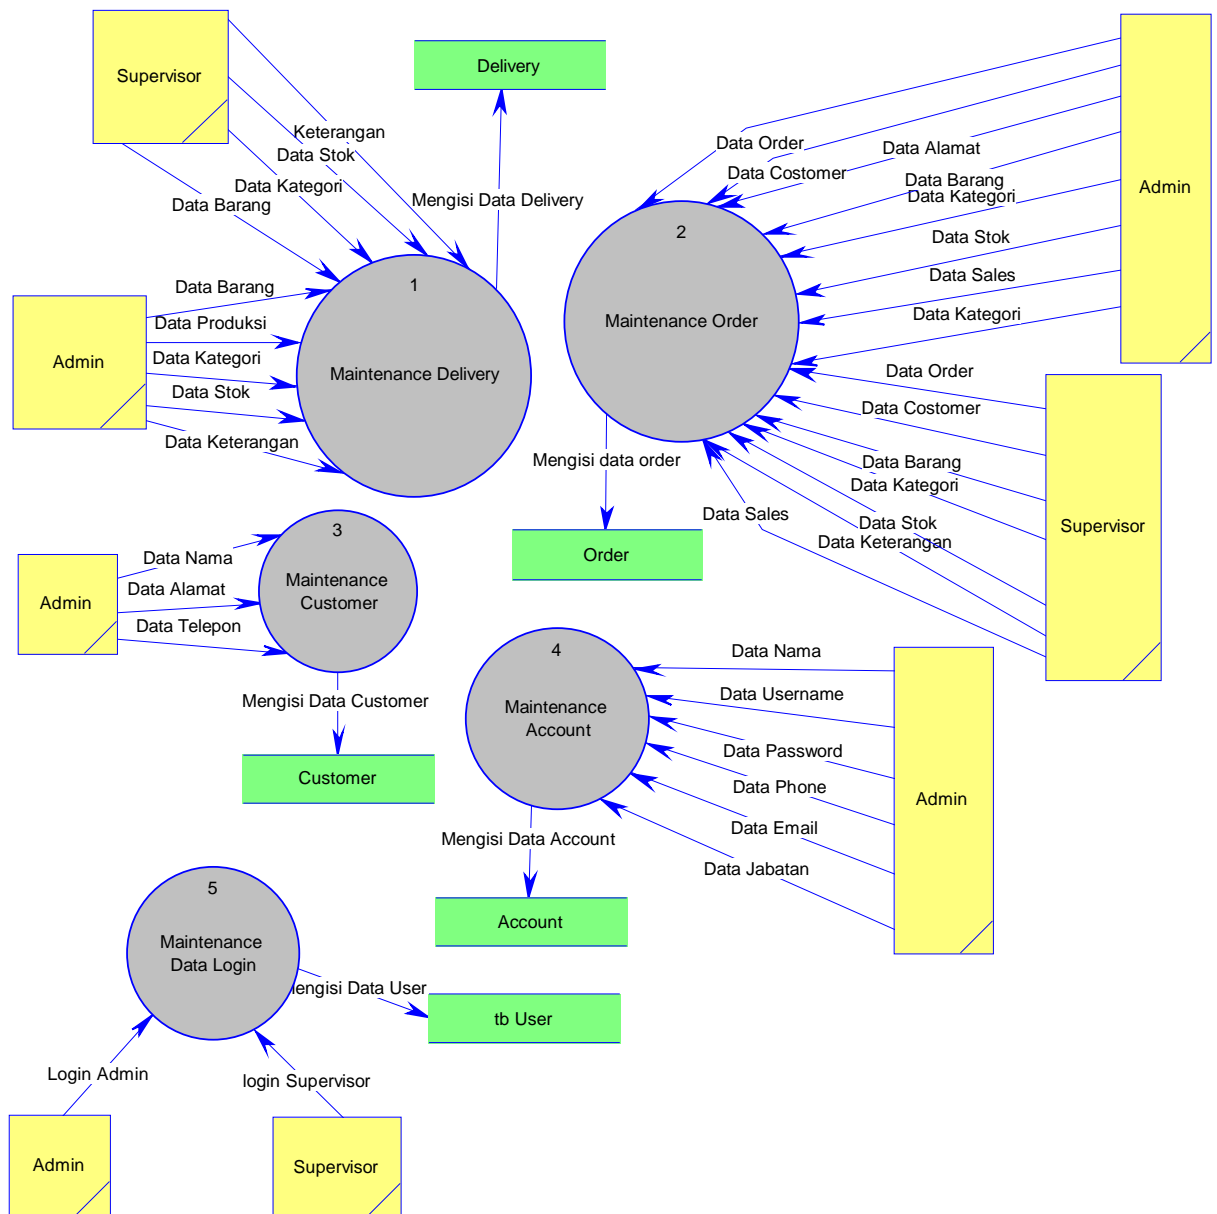 Supervisor
Delivery
Keterangan
Data Stok
Data Kategori
Data Barang
Mengisi Data Delivery
Admin
Data Barang
Data Produksi
Data Kategori
Data Stok
Data Keterangan
1
Maintenance Delivery
Data Order
Data Costomer
Data Alamat
Data Barang
Data Kategori
Data Stok
Data Sales
Data Kategori
Admin
2
Maintenance Order
Data Order
Data Costomer
Data Barang
Data Kategori
Data Stok
Data Keterangan
Data Sales
Supervisor
Mengisi data order
Order
Admin
Data Nama
Data Alamat
Data Telepon
3
Maintenance
Customer
Mengisi Data Customer
Customer
4
Maintenance
Account
Data Nama
Data Username
Data Password
Data Phone
Data Email
Data Jabatan
Admin
Mengisi Data Account
Account
5
Maintenance
Data Login
engisi Data User
tb User
Login Admin
login Supervisor
Admin
Supervisor